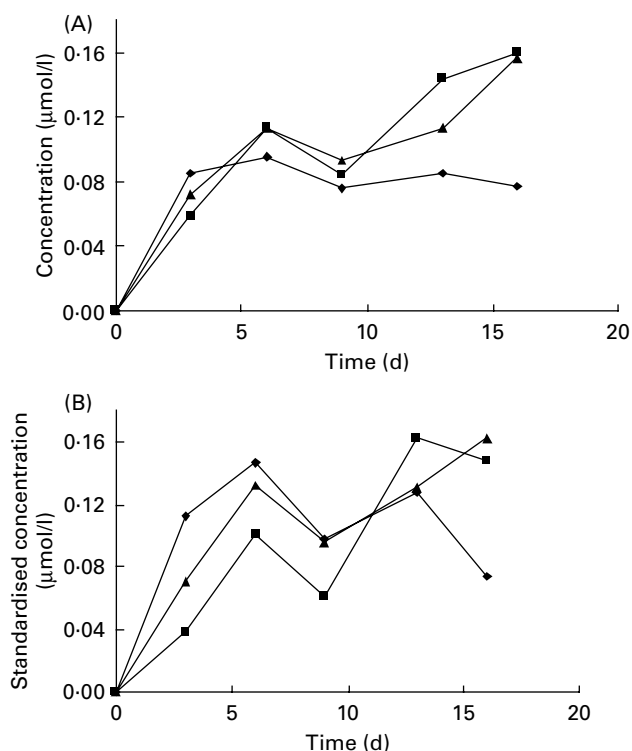 (A)
Concentration (μmol/l)
0·16
0·12
0·08
0·04
0·00
0 5 10 15 20
Time (d)
(B)
Standardised concentration
(μmol/l)
0·16
0·12
0·08
0·04
0·00
0 5 10 15 20
Time (d)